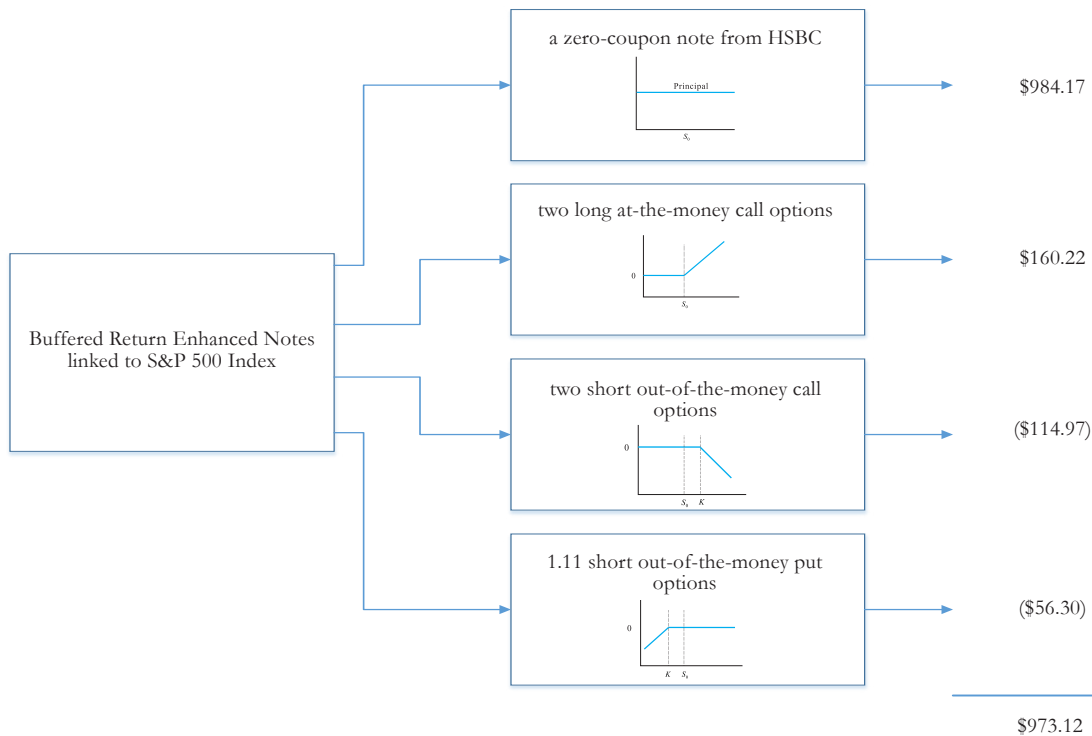 a zero-coupon note from HSBC
Principal
S₀
$984.17
two long at-the-money call options
0
S₀
$160.22
Buffered Return Enhanced Notes
linked to S&P 500 Index
two short out-of-the-money call
options
0
S₀ K
($114.97)
1.11 short out-of-the-money put
options
0
K S₀
($56.30)
$973.12